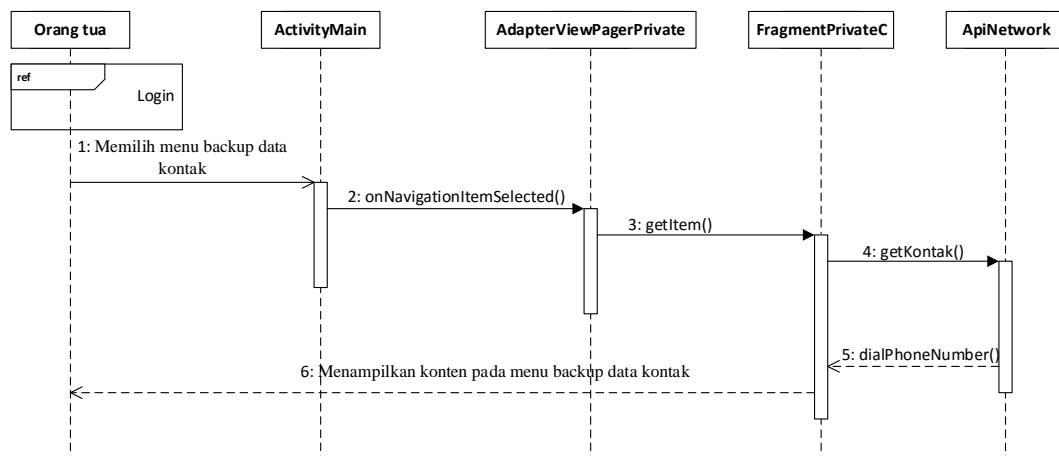 Orang tua
ActivityMain
AdapterViewPagerPrivate
FragmentPrivateC
ApiNetwork
ref
Login
1: Memilih menu backup data
kontak
2: onNavigationItemSelected()
3: getItem()
4: getKontak()
5: dialPhoneNumber()
6: Menampilkan konten pada menu backup data kontak